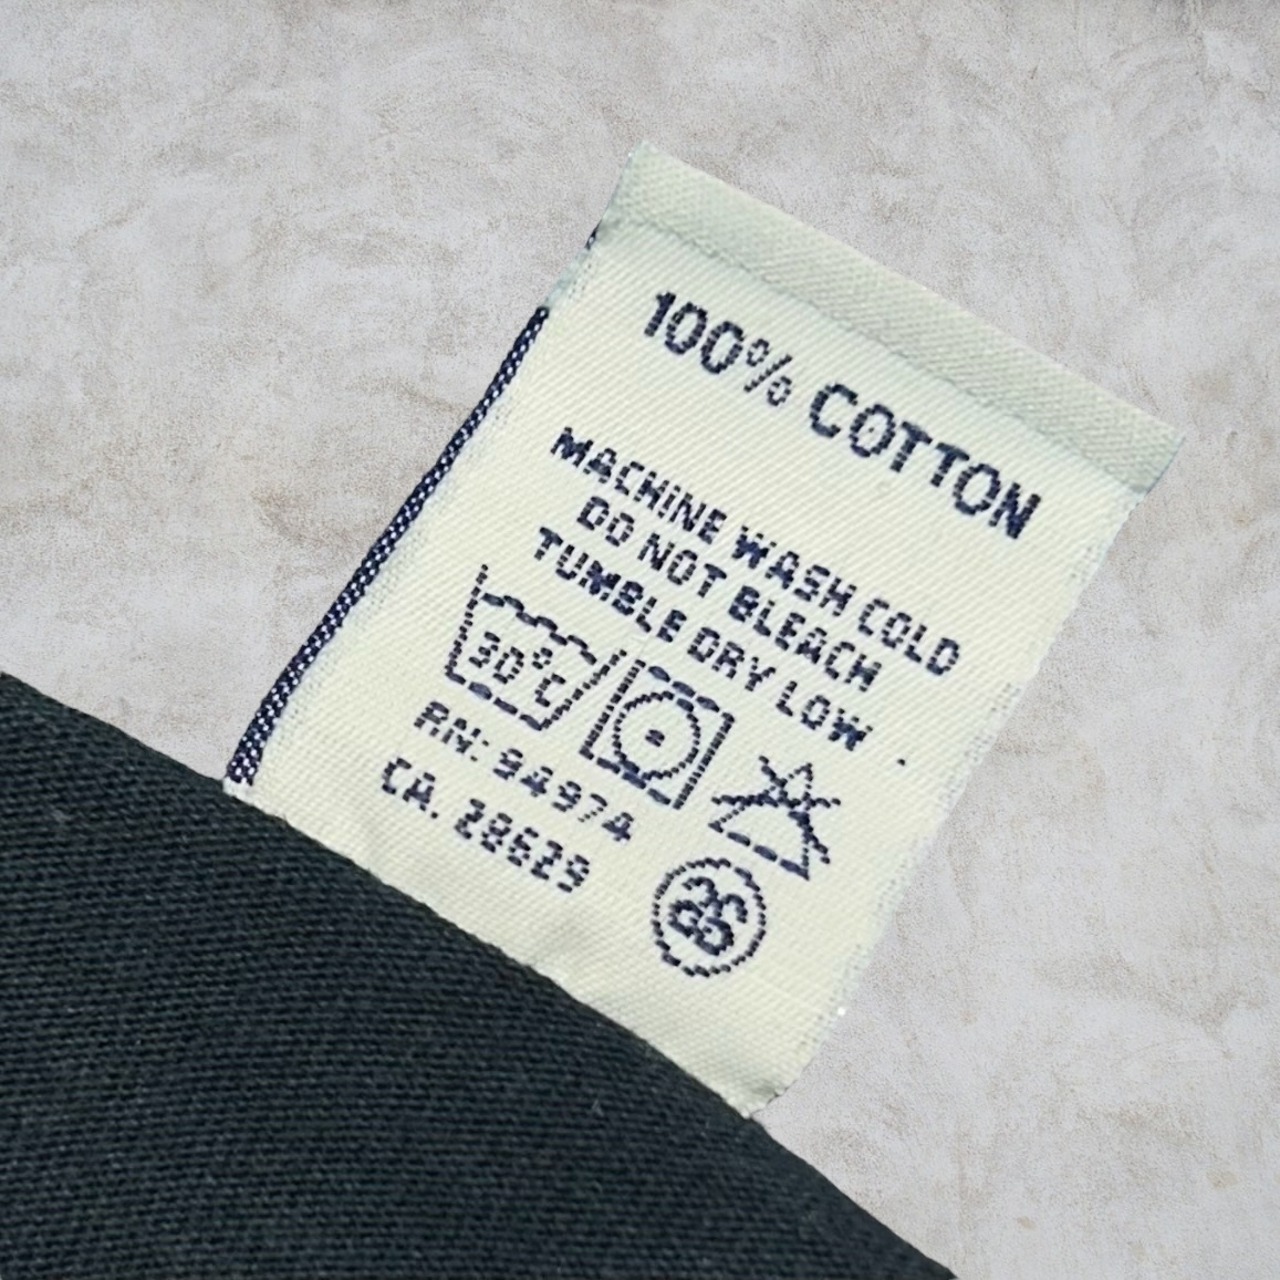 100% COTTON
MACHINE WASH COLD
DO NOT BLEACH
TUMBLE DRY LOW
30°C
RN: 94974
CA. 28629